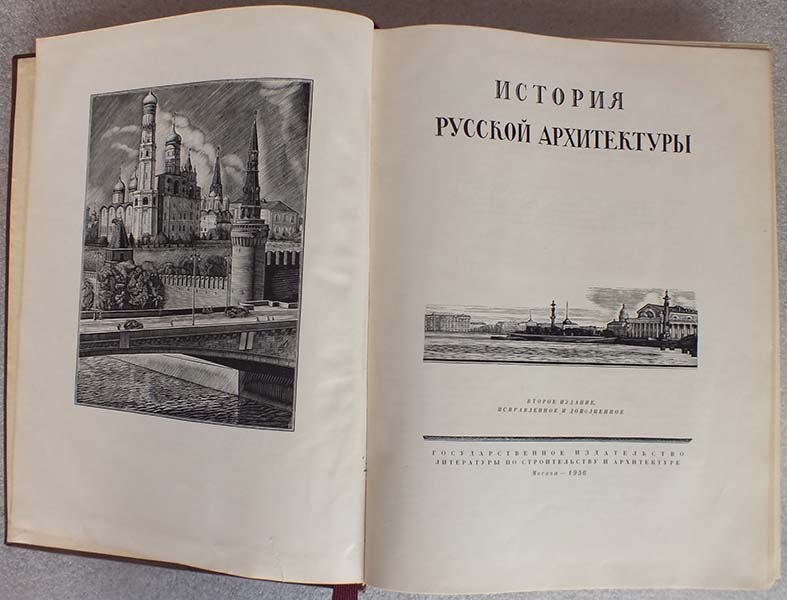 ИСТОРИЯ
РУССКОЙ АРХИТЕКТУРЫ
ВТОРОЕ ИЗДАНИЕ,
ИСПРАВЛЕННОЕ И ДОПОЛНЕННОЕ
ГОСУДАРСТВЕННОЕ ИЗДАТЕЛЬСТВО
ЛИТЕРАТУРЫ ПО СТРОИТЕЛЬСТВУ И АРХИТЕКТУРЕ
Москва — 1956